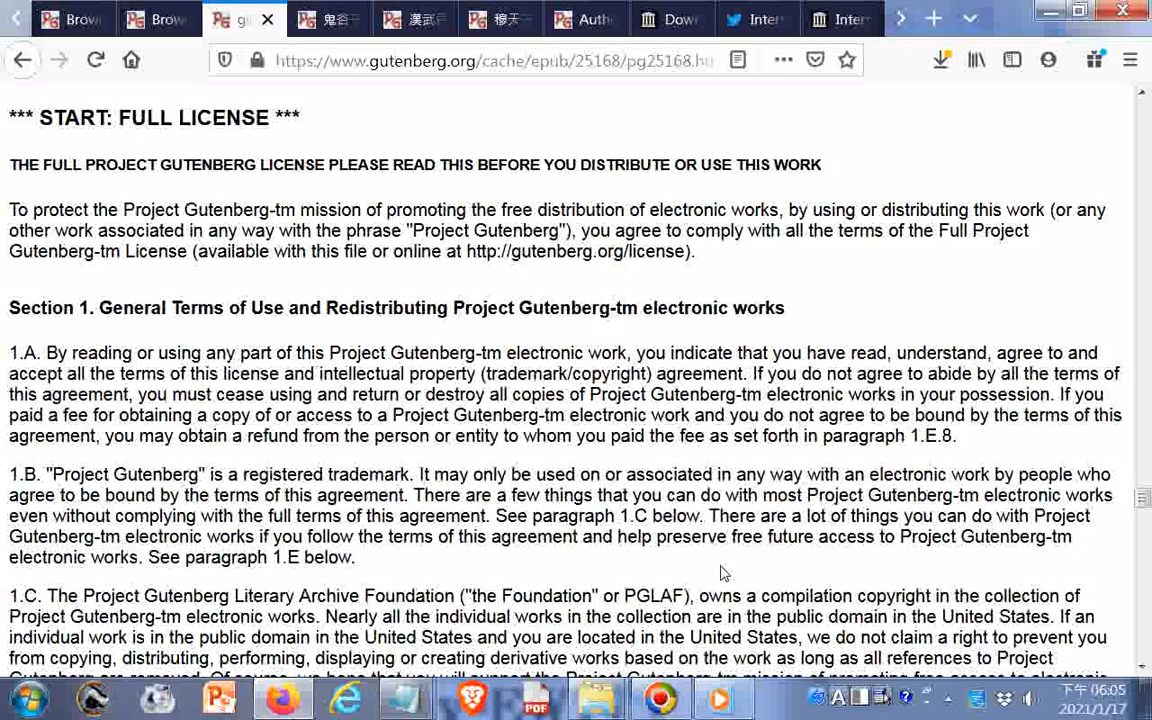 Brow
Brow
gu
鬼谷
漢武
穆天
Auth
Dow
Inter
Inter
https://www.gutenberg.org/cache/epub/25168/pg25168.h
*** START: FULL LICENSE ***
THE FULL PROJECT GUTENBERG LICENSE PLEASE READ THIS BEFORE YOU DISTRIBUTE OR USE THIS WORK
To protect the Project Gutenberg-tm mission of promoting the free distribution of electronic works, by using or distributing this work (or any
other work associated in any way with the phrase "Project Gutenberg"), you agree to comply with all the terms of the Full Project
Gutenberg-tm License (available with this file or online at http://gutenberg.org/license).
Section 1. General Terms of Use and Redistributing Project Gutenberg-tm electronic works
1.A. By reading or using any part of this Project Gutenberg-tm electronic work, you indicate that you have read, understand, agree to and
accept all the terms of this license and intellectual property (trademark/copyright) agreement. If you do not agree to abide by all the terms of
this agreement, you must cease using and return or destroy all copies of Project Gutenberg-tm electronic works in your possession. If you
paid a fee for obtaining a copy of or access to a Project Gutenberg-tm electronic work and you do not agree to be bound by the terms of this
agreement, you may obtain a refund from the person or entity to whom you paid the fee as set forth in paragraph 1.E.8.
1.B. "Project Gutenberg" is a registered trademark. It may only be used on or associated in any way with an electronic work by people who
agree to be bound by the terms of this agreement. There are a few things that you can do with most Project Gutenberg-tm electronic works
even without complying with the full terms of this agreement. See paragraph 1.C below. There are a lot of things you can do with Project
Gutenberg-tm electronic works if you follow the terms of this agreement and help preserve free future access to Project Gutenberg-tm
electronic works. See paragraph 1.E below.
1.C. The Project Gutenberg Literary Archive Foundation ("the Foundation" or PGLAF), owns a compilation copyright in the collection of
Project Gutenberg-tm electronic works. Nearly all the individual works in the collection are in the public domain in the United States. If an
individual work is in the public domain in the United States and you are located in the United States, we do not claim a right to prevent you
from copying, distributing, performing, displaying or creating derivative works based on the work as long as all references to Project
下午 06:05
2021/1/17